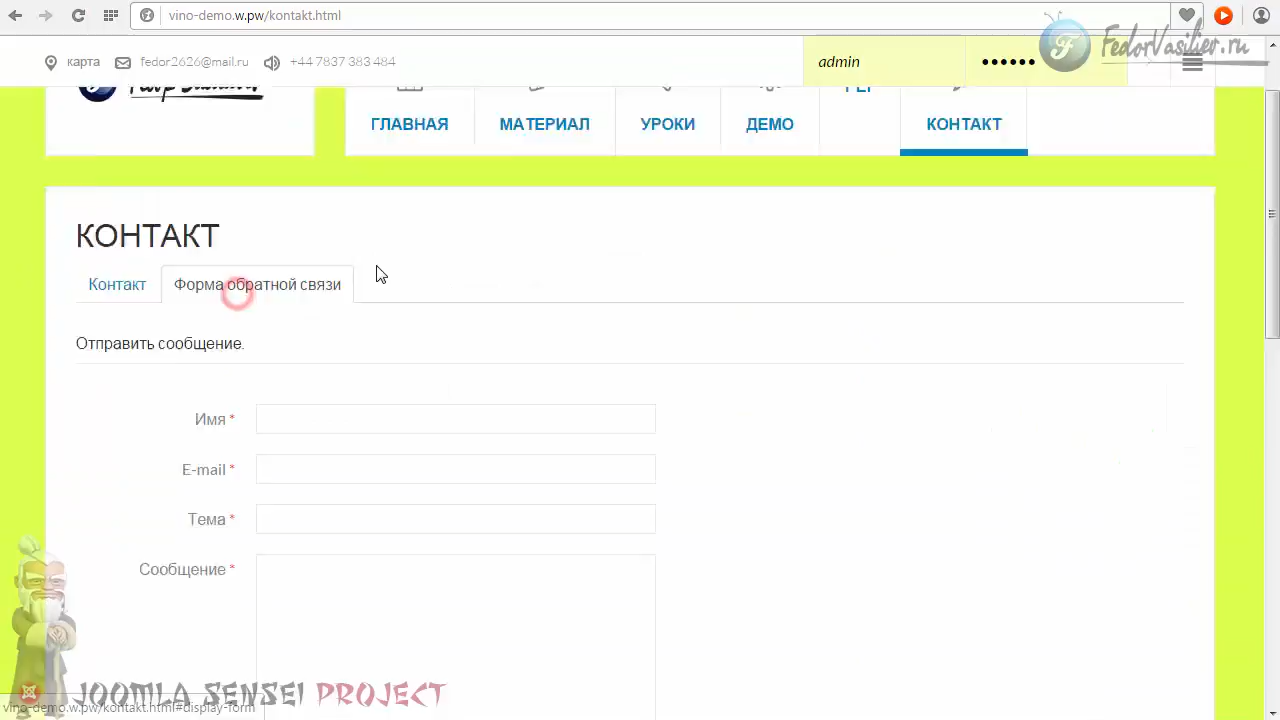 vino-demo.w.pw/kontakt.html
карта
fedor2626@mail.ru
+44 7837 383 484
admin
••••••
FedorVasiliev.ru
ГЛАВНАЯ
МАТЕРИАЛ
УРОКИ
ДЕМО
КОНТАКТ
КОНТАКТ
Контакт
Форма обратной связи
Отправить сообщение.
Имя *
E-mail *
Тема *
Сообщение *
JOOMLA SENSEI PROJECT
vino-demo.w.pw/kontakt.html#display-form